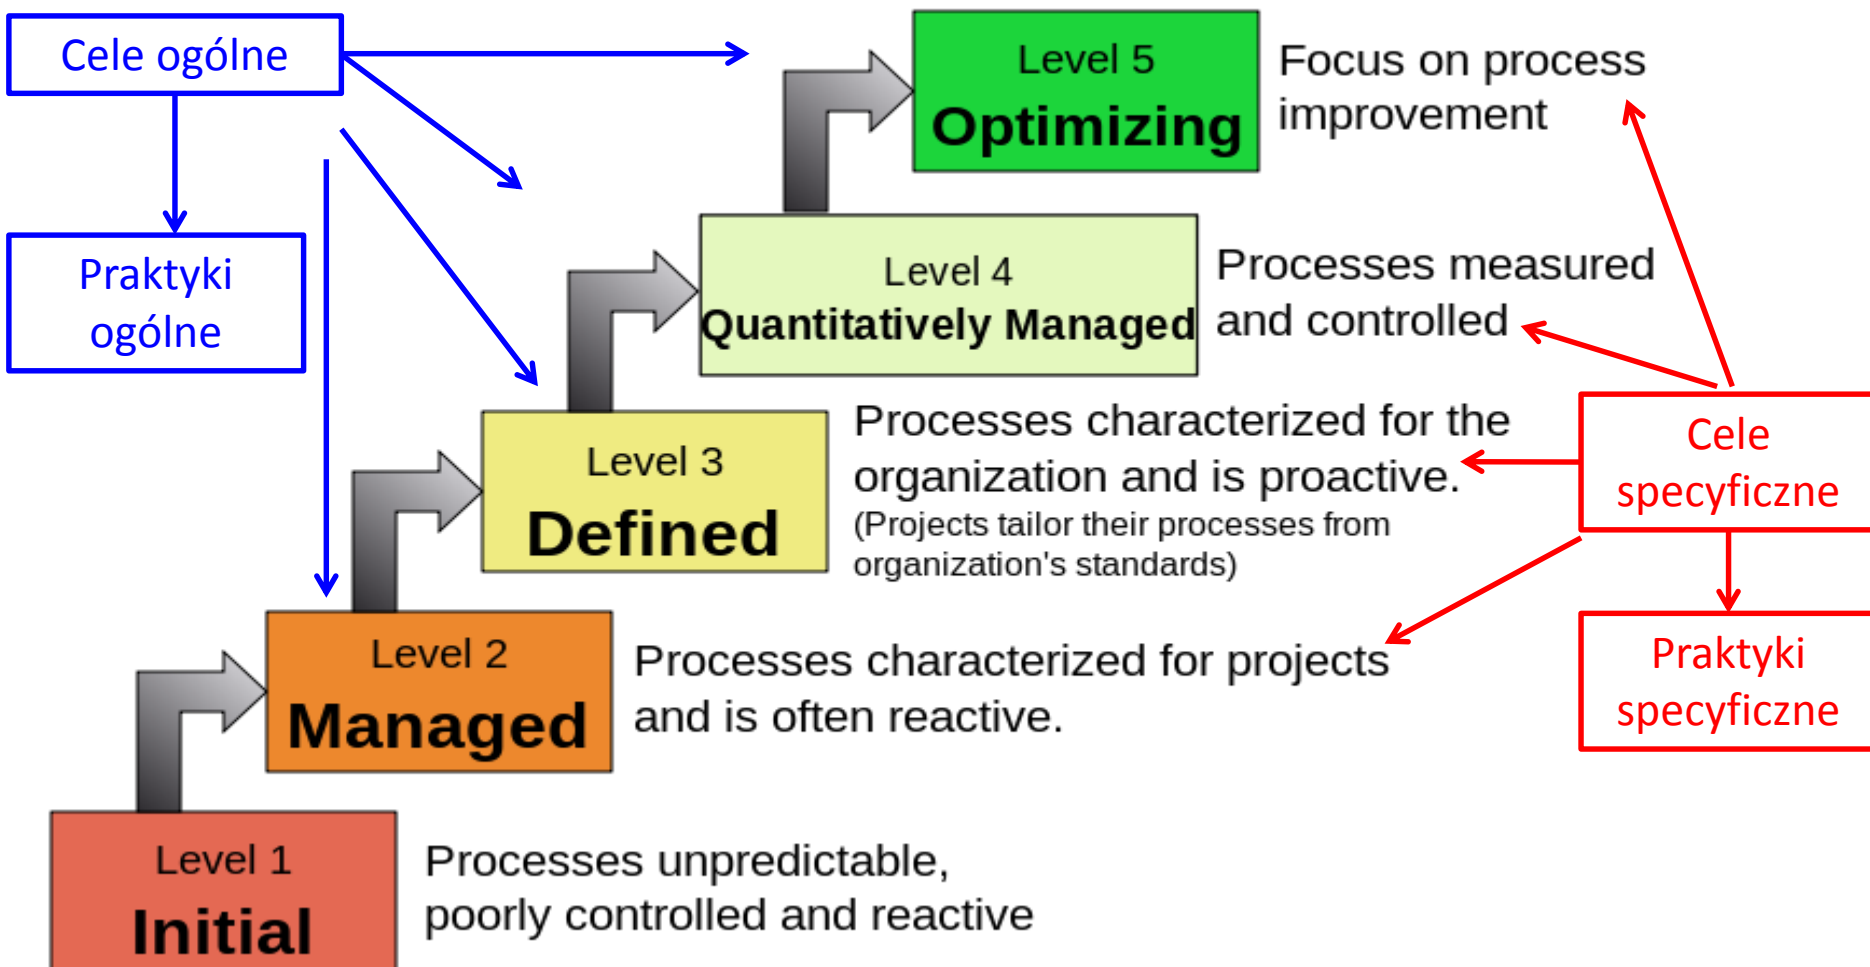 Cele ogólne
Praktyki
ogólne
Level 5
Optimizing
Focus on process
improvement
Level 4
Quantitatively Managed
Processes measured
and controlled
Level 3
Defined
Processes characterized for the
organization and is proactive.
(Projects tailor their processes from
organization's standards)
Cele
specyficzne
Praktyki
specyficzne
Level 2
Managed
Processes characterized for projects
and is often reactive.
Level 1
Initial
Processes unpredictable,
poorly controlled and reactive